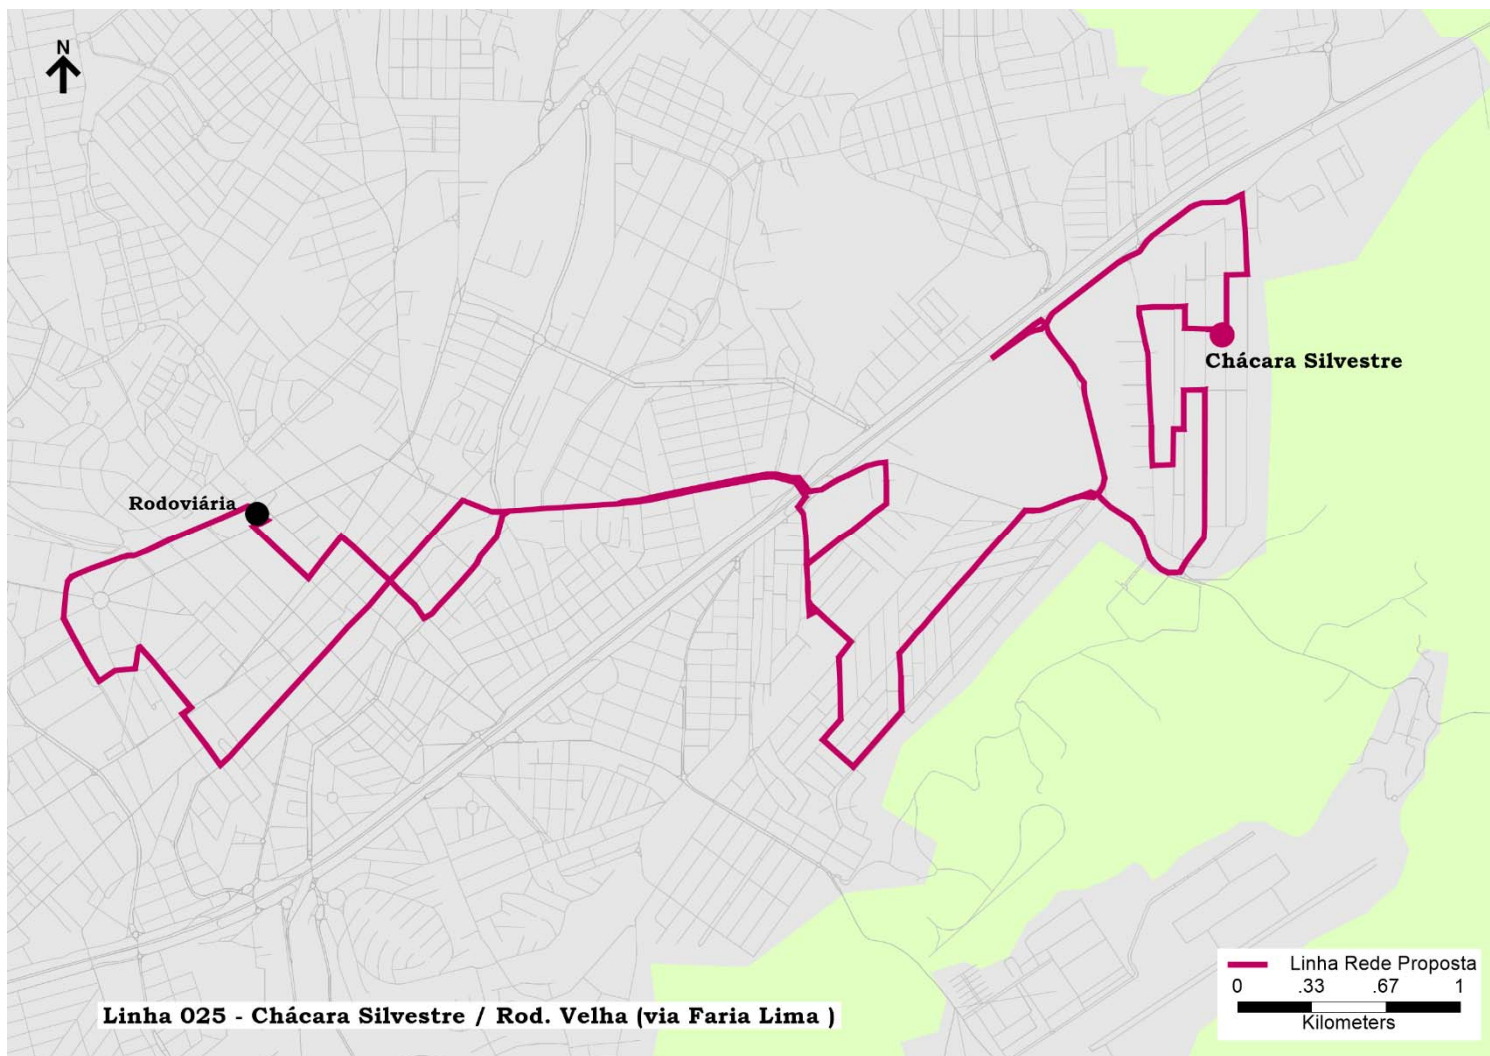 N
Chácara Silvestre
Rodoviária
Linha Rede Proposta
0 .33 .67 1
Kilometers
Linha 025 - Chácara Silvestre / Rod. Velha (via Faria Lima )